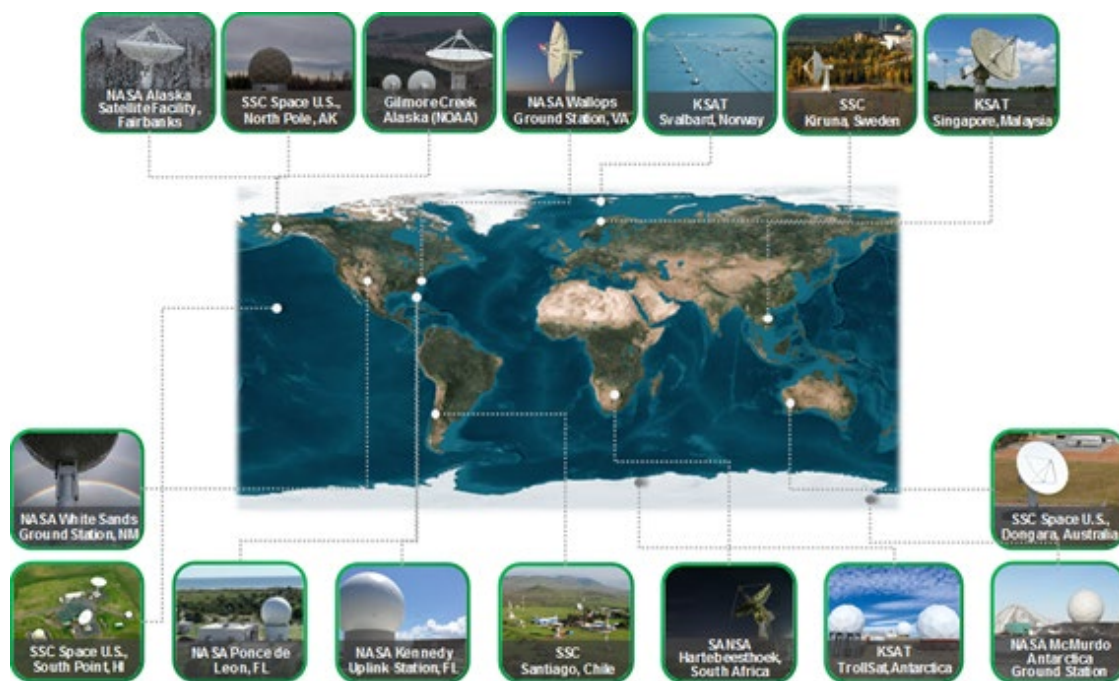 NASA Alaska
Satellite Facility,
Fairbanks
SSC Space U.S.,
North Pole, AK
Gilmore Creek
Alaska (NOAA)
NASA Wallops
Ground Station, VA
KSAT
Svalbard, Norway
SSC
Kiruna, Sweden
KSAT
Singapore, Malaysia
NASA White Sands
Ground Station, NM
SSC Space U.S.,
Dongara, Australia
SSC Space U.S.,
South Point, HI
NASA Ponce de
Leon, FL
NASA Kennedy
Uplink Station, FL
SSC
Santiago, Chile
SANSA
Hartebeesthoek,
South Africa
KSAT
TrollSat, Antarctica
NASA McMurdo
Antarctica
Ground Station